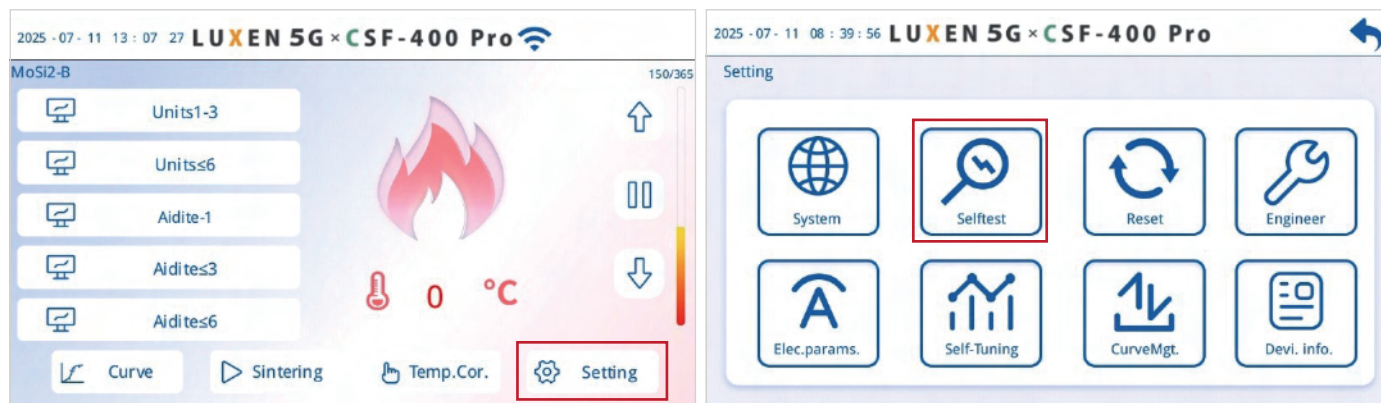 2025 - 07 - 11 13 : 07 27 LUXEN 5G × CSF-400 Pro
MoSi2-B
150/365
Units1-3
Units≤6
Aidite-1
Aidite≤3
Aidite≤6
0 °C
Curve
Sintering
Temp.Cor.
Setting
2025 - 07 - 11 08 : 39 : 56 LUXEN 5G × CSF-400 Pro
Setting
System
Selftest
Reset
Engineer
Elec.params.
Self-Tuning
CurveMgt.
Devi. info.